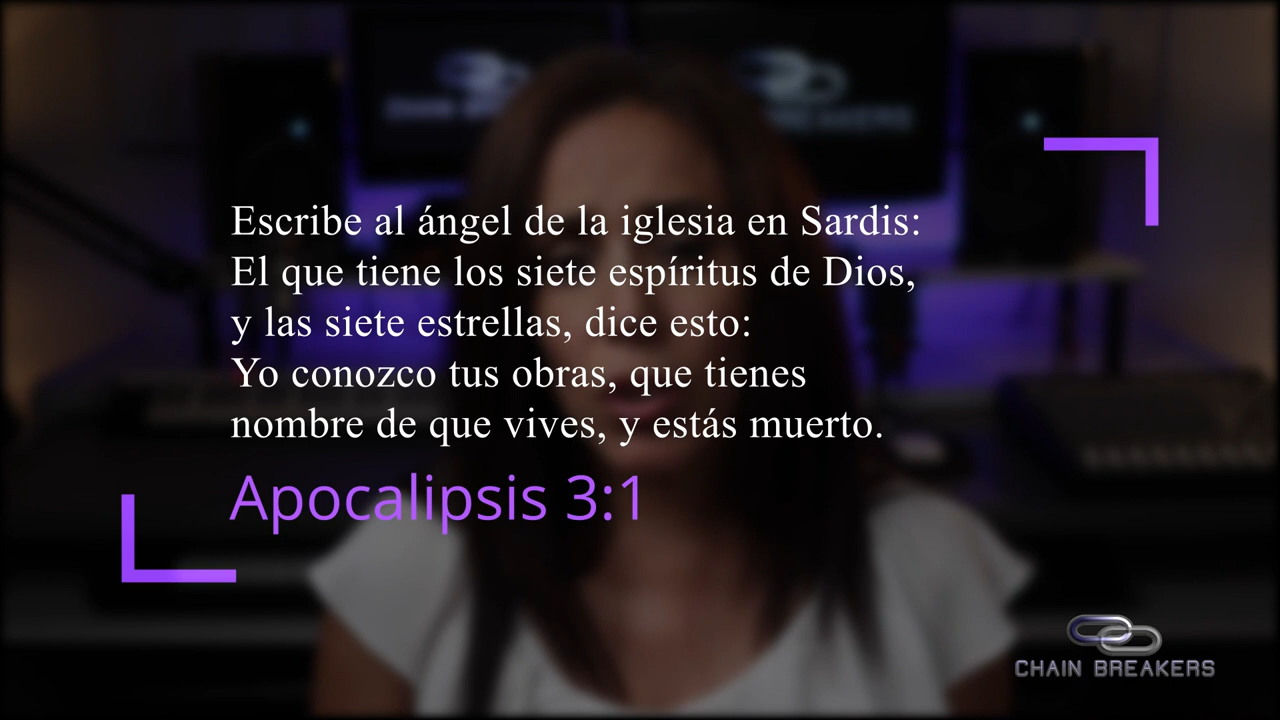 Escribe al ángel de la iglesia en Sardis:
El que tiene los siete espíritus de Dios,
y las siete estrellas, dice esto:
Yo conozco tus obras, que tienes
nombre de que vives, y estás muerto.
Apocalipsis 3:1
CHAIN BREAKERS